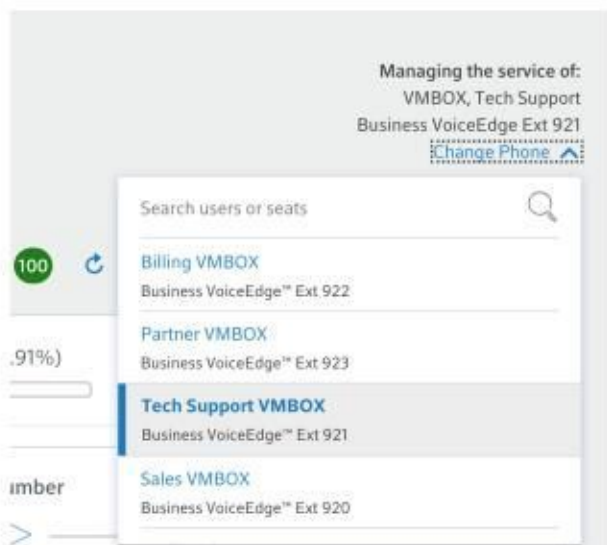 Managing the service of:
VMBOX, Tech Support
Business VoiceEdge Ext 921
Change Phone
Search users or seats
100
Billing VMBOX
Business VoiceEdge™ Ext 922
Partner VMBOX
Business VoiceEdge™ Ext 923
.91%)
Tech Support VMBOX
Business VoiceEdge™ Ext 921
umber
Sales VMBOX
Business VoiceEdge™ Ext 920